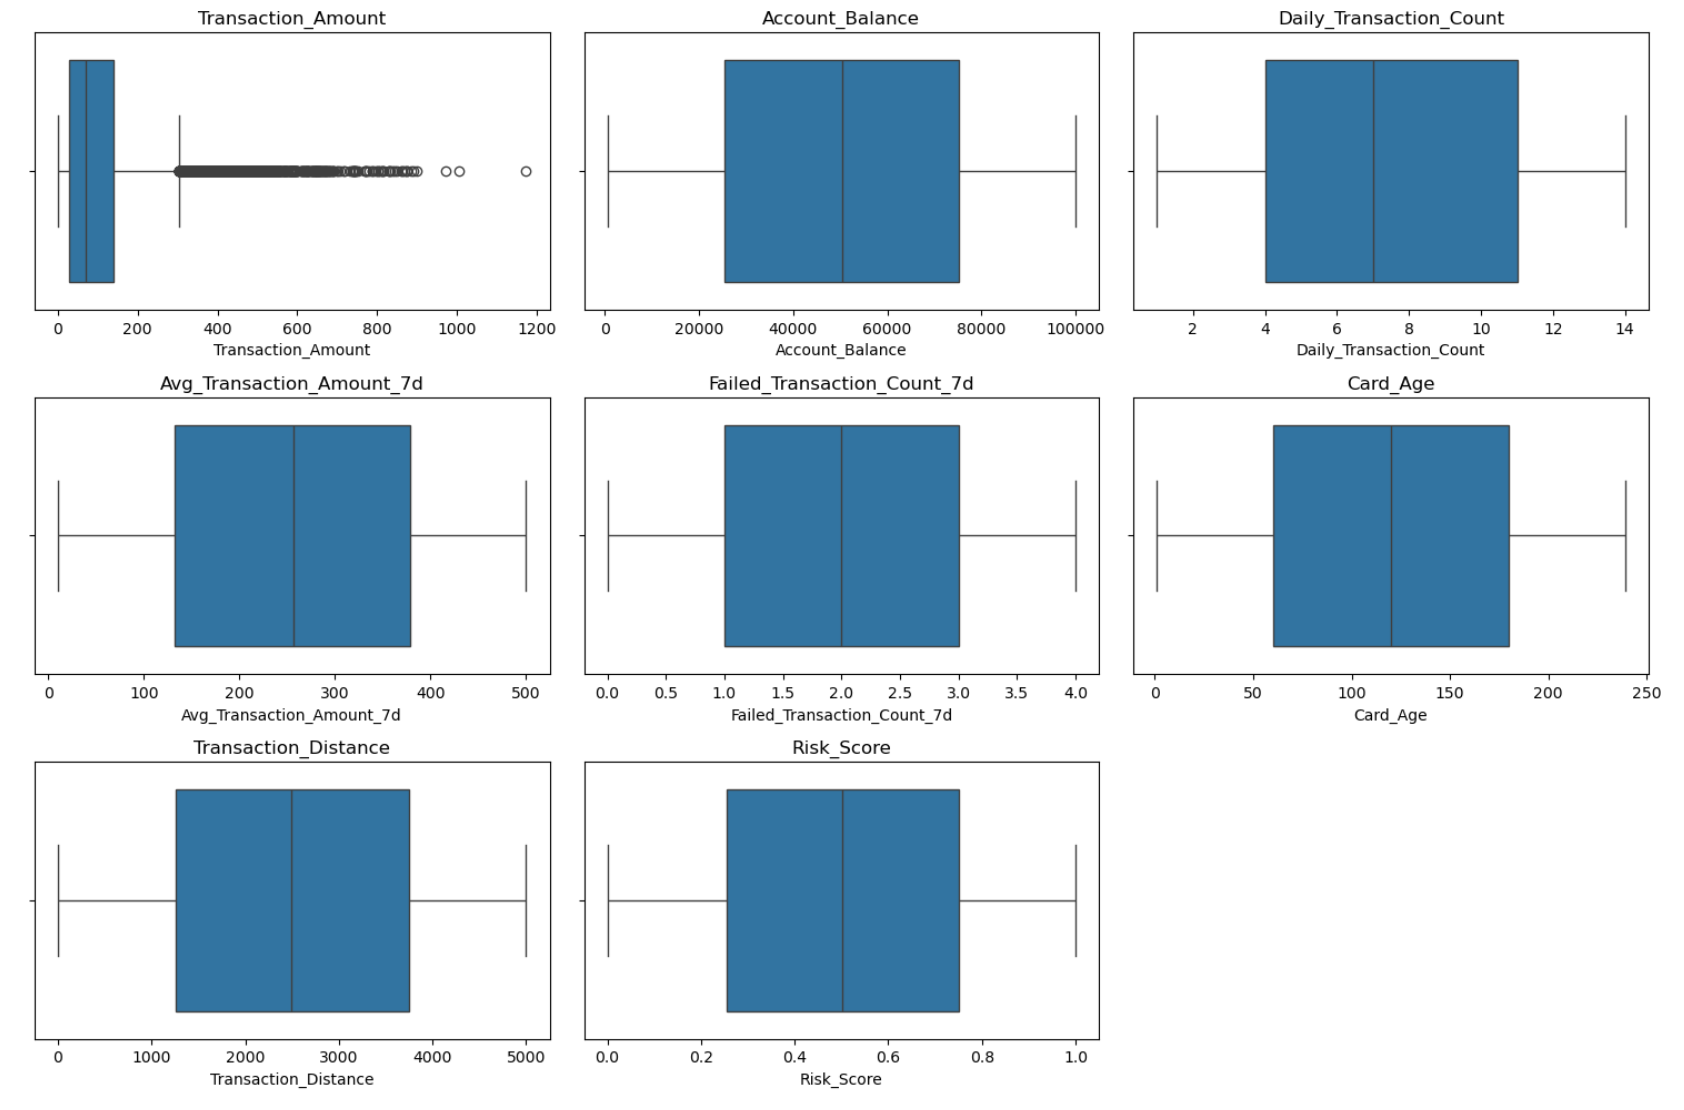 Transaction_Amount
Account_Balance
Daily_Transaction_Count
0 200 400 600 800 1000 1200
0 20000 40000 60000 80000 100000
2 4 6 8 10 12 14
Transaction_Amount
Account_Balance
Daily_Transaction_Count
Avg_Transaction_Amount_7d
Failed_Transaction_Count_7d
Card_Age
0 100 200 300 400 500
0.0 0.5 1.0 1.5 2.0 2.5 3.0 3.5 4.0
0 50 100 150 200 250
Avg_Transaction_Amount_7d
Failed_Transaction_Count_7d
Card_Age
Transaction_Distance
Risk_Score
0 1000 2000 3000 4000 5000
0.0 0.2 0.4 0.6 0.8 1.0
Transaction_Distance
Risk_Score